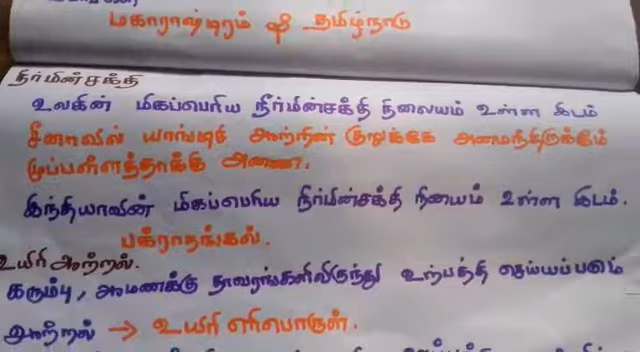 மகாராஷ்டிரம் ஶ்ரீ தமிழ்நாடு
நீர்மின்சக்தி
உலகின் மிகப்பெரிய நீர்மின்சக்தி நிலையம் உள்ள இடம்
சீனாவில் யாங்டிச் ஆற்றின் குறுக்கே அமைந்திருக்கும்
முப்பள்ளத்தாக்கு அணை.
இந்தியாவின் மிகப்பெரிய நீர்மின்சக்தி நியைம் உள்ள இடம்.
பக்ராநங்கல்.
உயிரி ஆற்றல்.
கரும்பு, ஆமணக்கு தாவரங்களிலிருந்து உற்பத்தி செய்யப்படும்
ஆற்றல் → உயிரி எரிபொருள்.